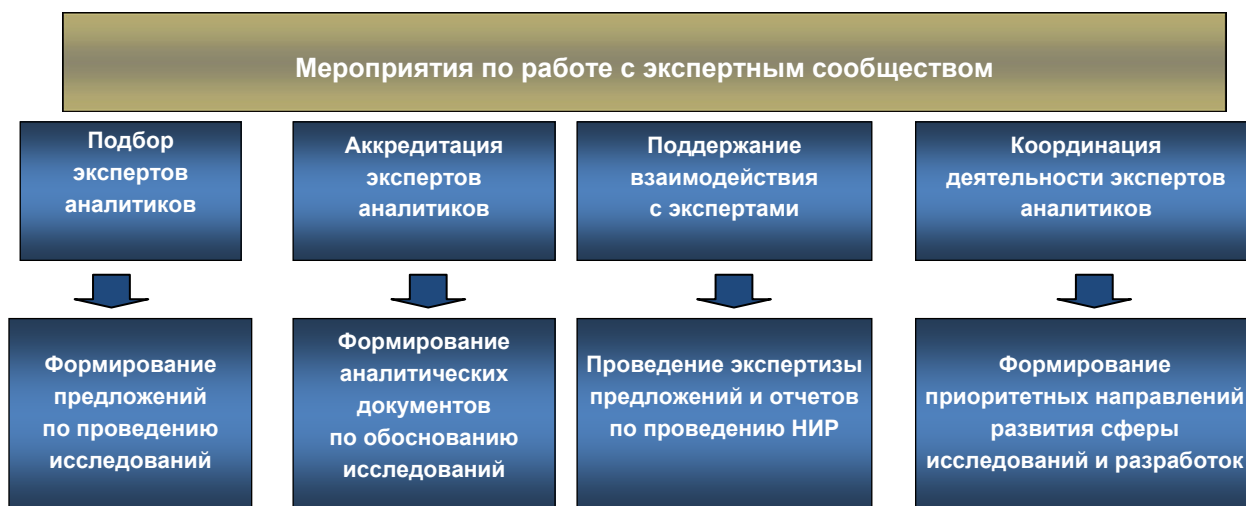 Мероприятия по работе с экспертным сообществом
Подбор
экспертов
аналитиков
Аккредитация
экспертов
аналитиков
Поддержание
взаимодействия
с экспертами
Координация
деятельности экспертов
аналитиков
Формирование
предложений
по проведению
исследований
Формирование
аналитических
документов
по обоснованию
исследований
Проведение экспертизы
предложений и отчетов
по проведению НИР
Формирование
приоритетных направлений
развития сферы
исследований и разработок